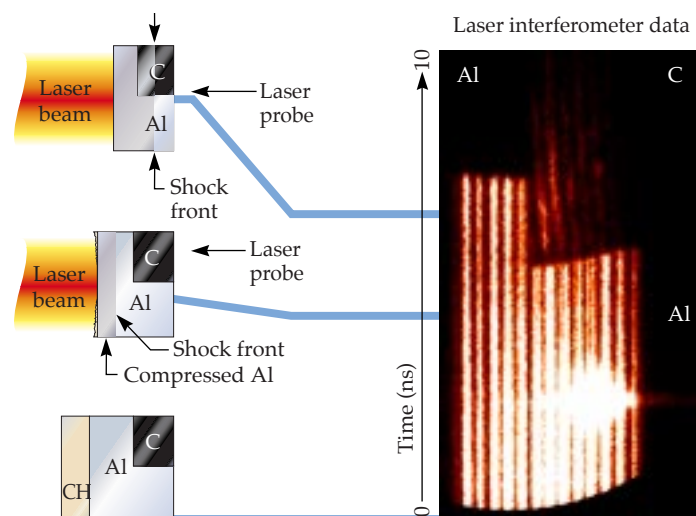 Laser interferometer data
C
Laser
beam
Al
Laser
probe
Shock
front
10
Al
C
C
Laser
beam
Al
Laser
probe
Shock front
Compressed Al
Al
Time (ns)
C
Al
CH
0